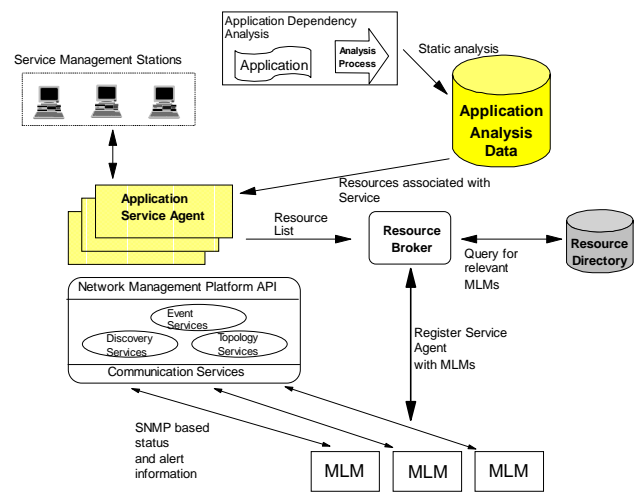 Application Dependency
Analysis
Application
Analysis
Process
Static analysis
Service Management Stations
Application
Analysis
Data
Resources associated with
Service
Application
Service Agent
Resource
List
Resource
Broker
Resource
Directory
Query for
relevant
MLMs
Network Management Platform API
Event
Services
Discovery
Services
Topology
Services
Communication Services
Register Service
Agent
with MLMs
SNMP based
status
and alert
information
MLM
MLM
MLM